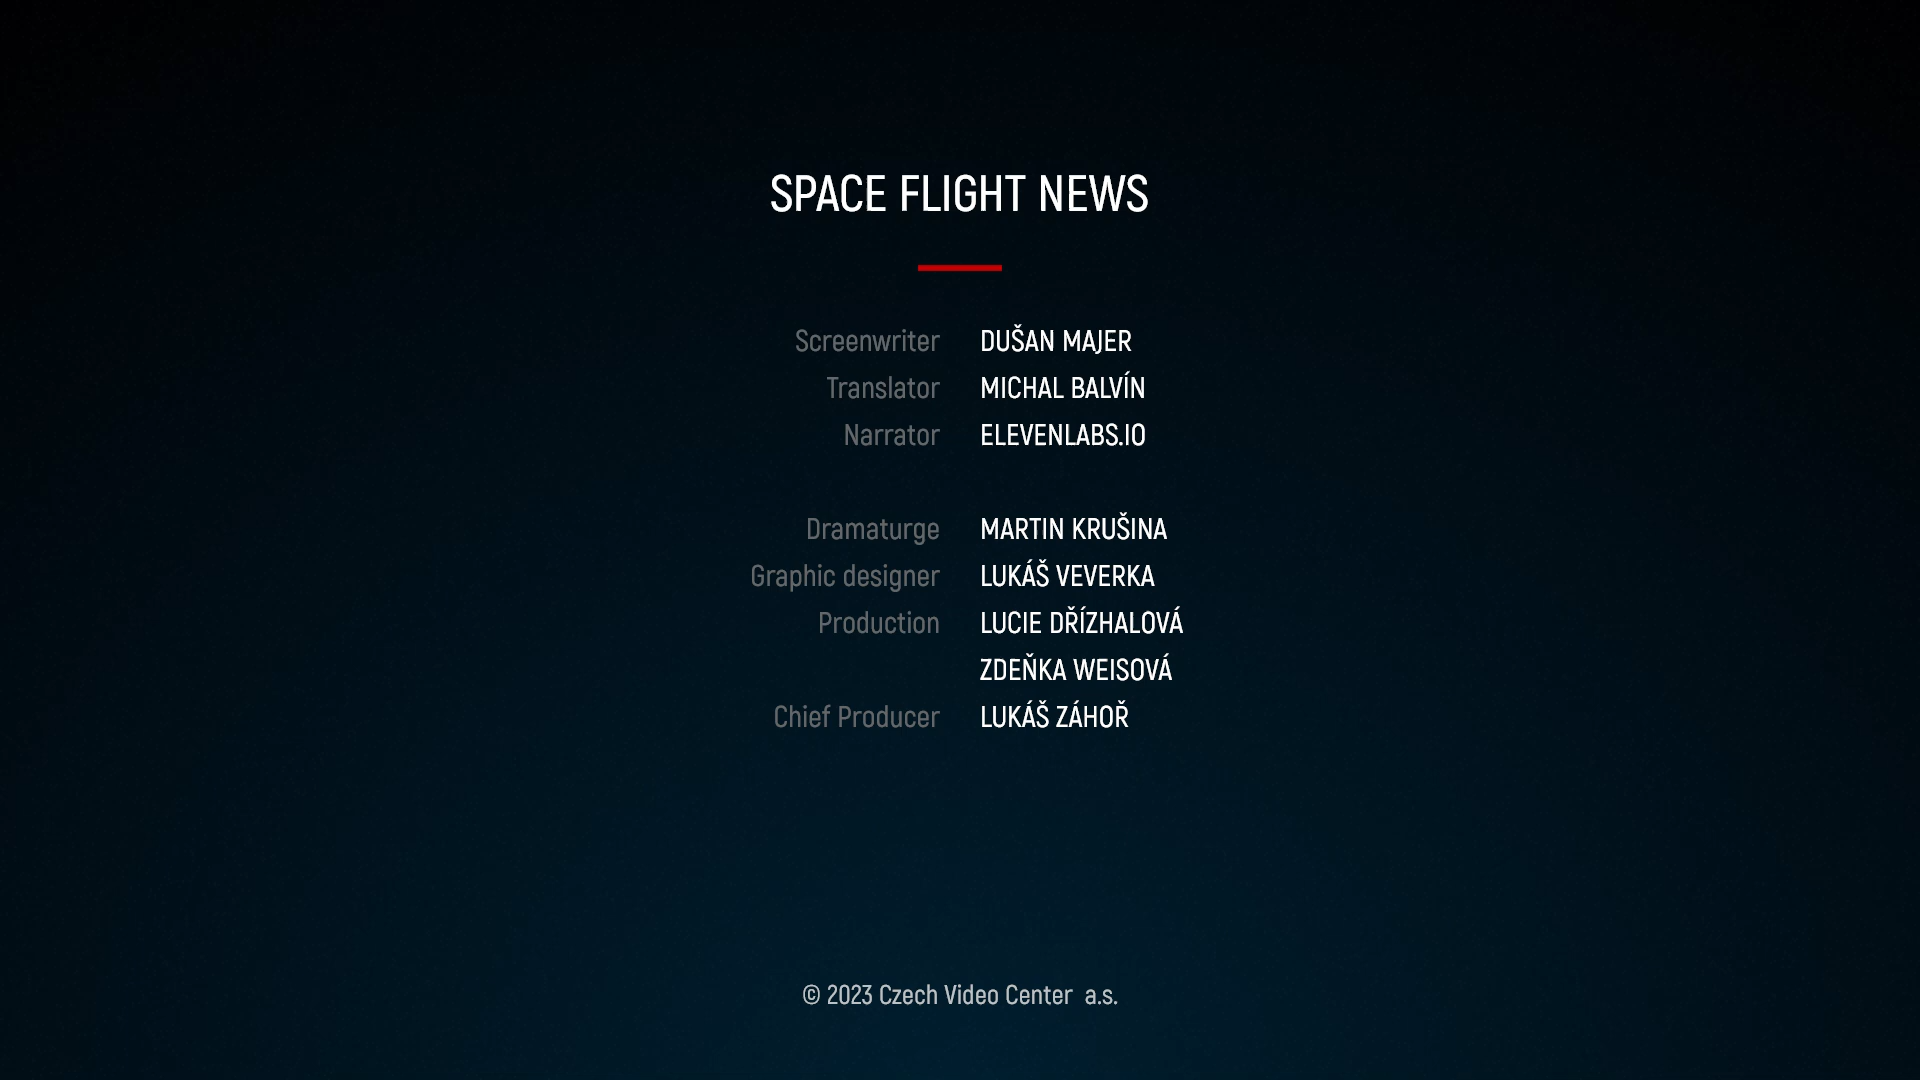 SPACE FLIGHT NEWS
Screenwriter DUŠAN MAJER
Translator MICHAL BALVÍN
Narrator ELEVENLABS.IO
Dramaturge MARTIN KRUŠINA
Graphic designer LUKÁŠ VEVERKA
Production LUCIE DŘÍZHALOVÁ
ZDEŇKA WEISOVÁ
Chief Producer LUKÁŠ ZÁHOŘ
© 2023 Czech Video Center a.s.